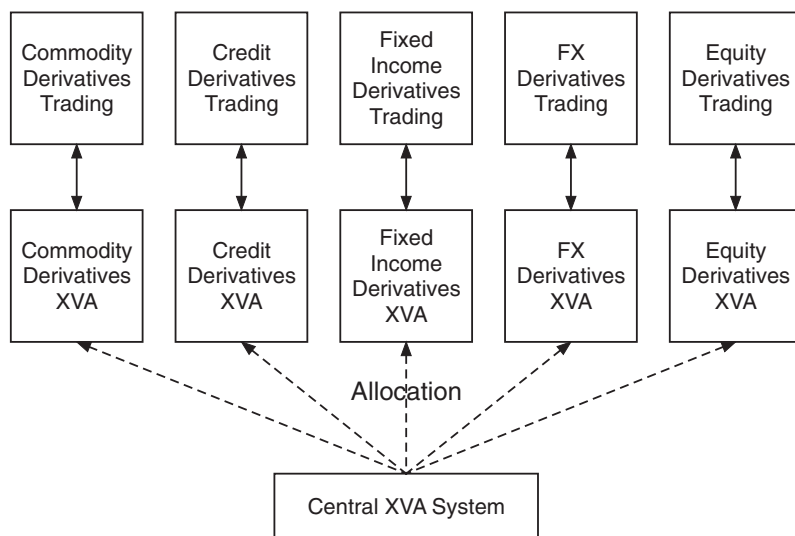 Commodity
Derivatives
Trading
Credit
Derivatives
Trading
Fixed
Income
Derivatives
Trading
FX
Derivatives
Trading
Equity
Derivatives
Trading
Commodity
Derivatives
XVA
Credit
Derivatives
XVA
Fixed
Income
Derivatives
XVA
FX
Derivatives
XVA
Equity
Derivatives
XVA
Allocation
Central XVA System